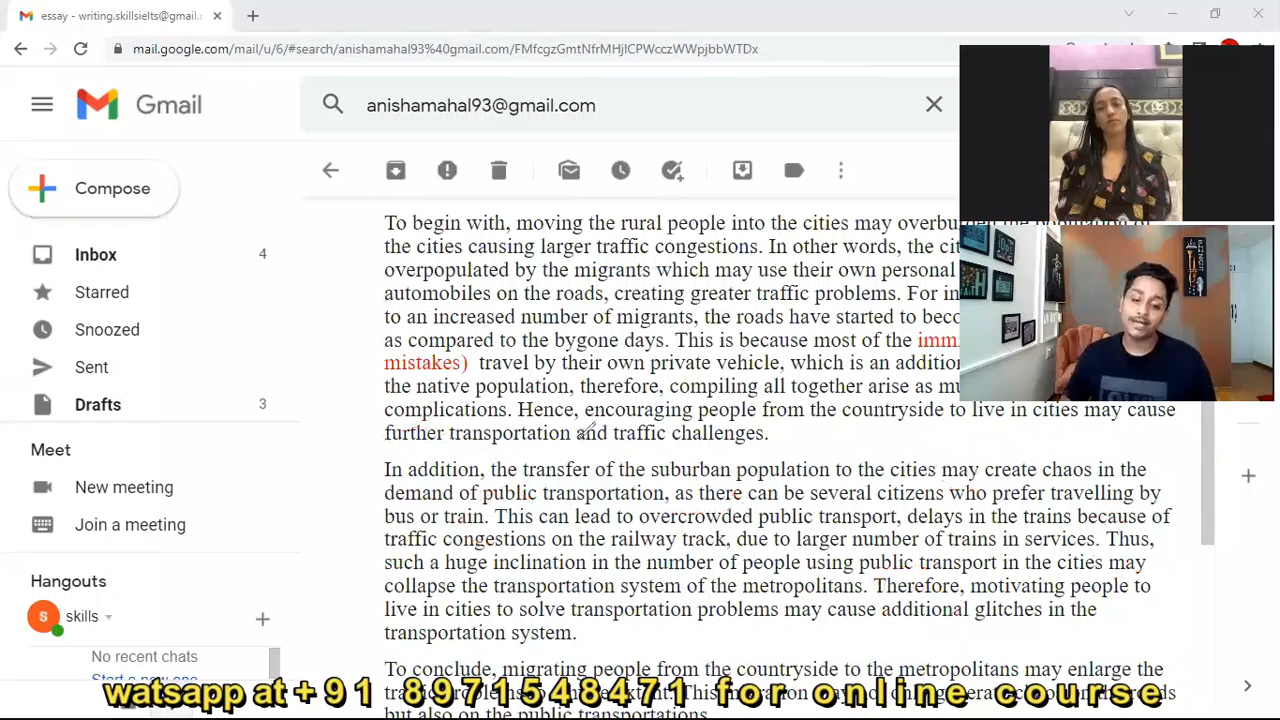 essay - writing.skillsielts@gmail.c
mail.google.com/mail/u/6/#search/anishamahal93%40gmail.com/FMfcgzGmtNfrMHjlCPWcczWWpjbbWTDx
Gmail
anishamahal93@gmail.com
Compose
Inbox 4
Starred
Snoozed
Sent
Drafts 3
Meet
New meeting
Join a meeting
Hangouts
S skills
No recent chats
Start a new one
To begin with, moving the rural people into the cities may overburden the population of
the cities causing larger traffic congestions. In other words, the
overpopulated by the migrants which may use their own personal
automobiles on the roads, creating greater traffic problems. For
to an increased number of migrants, the roads have started to
as compared to the bygone days. This is because most of the
mistakes) travel by their own private vehicle, which is an
the native population, therefore, compiling all together arise as
complications. Hence, encouraging people from the countryside to live in cities may cause
further transportation and traffic challenges.
In addition, the transfer of the suburban population to the cities may create chaos in the
demand of public transportation, as there can be several citizens who prefer travelling by
bus or train. This can lead to overcrowded public transport, delays in the trains because of
traffic congestions on the railway track, due to larger number of trains in services. Thus,
such a huge inclination in the number of people using public transport in the cities may
collapse the transportation system of the metropolitans. Therefore, motivating people to
live in cities to solve transportation problems may cause additional glitches in the
transportation system.
To conclude, migrating people from the countryside to the metropolitans may enlarge the
but also on the public transportations.
watsapp at +91 8971548471 for online course